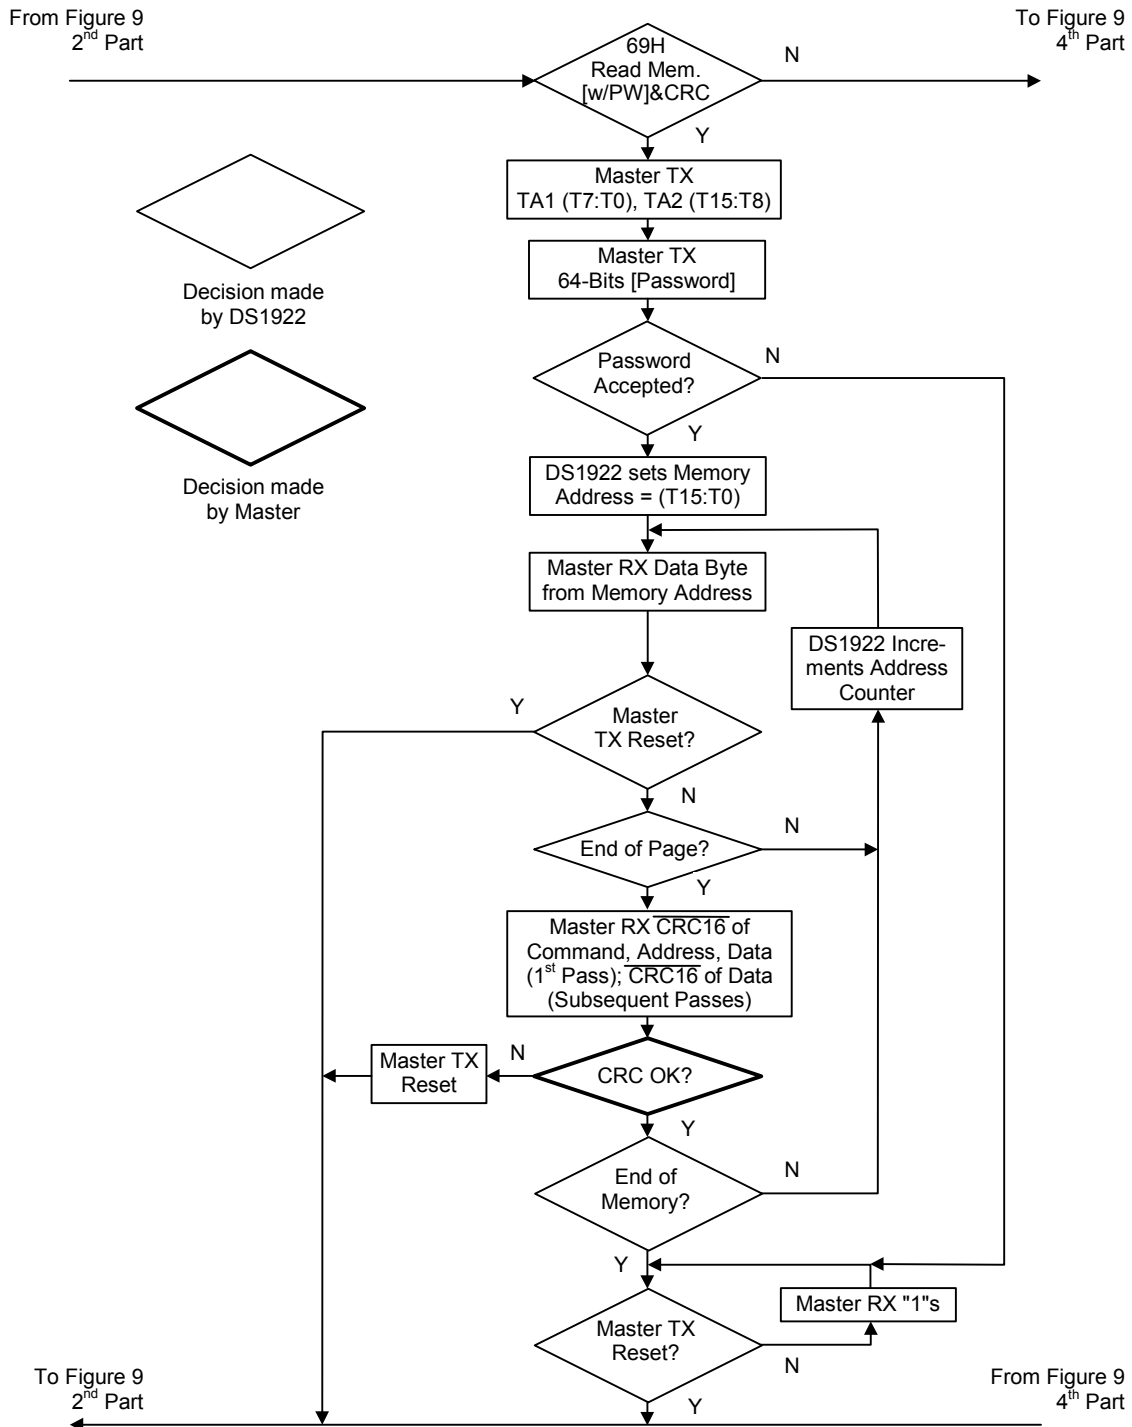 From Figure 9
2nd Part
To Figure 9
4th Part
69H
Read Mem.
[w/PW]&CRC
N
Y
Master TX
TA1 (T7:T0), TA2 (T15:T8)
Master TX
64-Bits [Password]
Decision made
by DS1922
Password
Accepted?
N
Y
Decision made
by Master
DS1922 sets Memory
Address = (T15:T0)
Master RX Data Byte
from Memory Address
DS1922 Incre-
ments Address
Counter
Y
Master
TX Reset?
N
End of Page?
N
Y
Master RX CRC16 of
Command, Address, Data
(1st Pass); CRC16 of Data
(Subsequent Passes)
Master TX
Reset
N
CRC OK?
Y
End of
Memory?
N
Y
Master RX "1"s
Master TX
Reset?
N
Y
To Figure 9
2nd Part
From Figure 9
4th Part